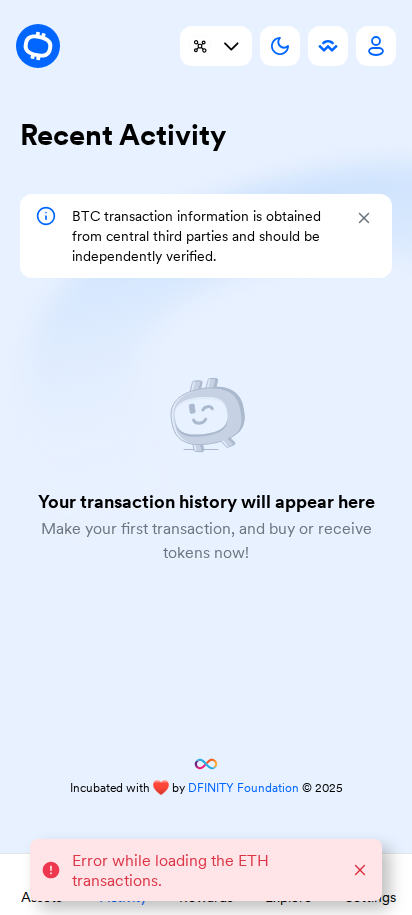 Recent Activity
BTC transaction information is obtained
from central third parties and should be
independently verified.
Your transaction history will appear here
Make your first transaction, and buy or receive
tokens now!
Incubated with ❤️ by DFINITY Foundation © 2025
Error while loading the ETH
transactions.
Assets Activity Rewards Explore Settings